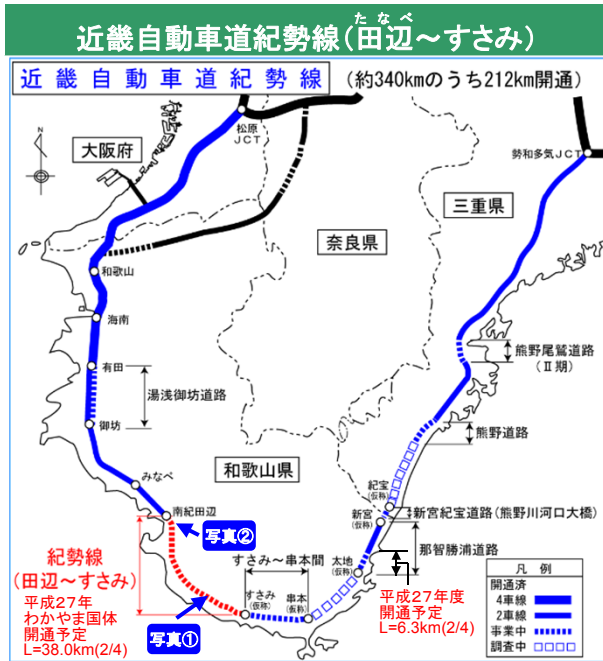 たなべ
近畿自動車道紀勢線(田辺～すさみ)
近畿自動車道紀勢線
(約340kmのうち212km開通)
N
松原
JCT
大阪府
勢和多気JCT
三重県
奈良県
和歌山
海南
有田
湯浅御坊道路
御坊
熊野尾鷲道路
(Ⅱ期)
熊野道路
みなべ
和歌山県
紀宝
(仮称)
南紀田辺
新宮
(仮称)
新宮紀宝道路(熊野川河口大橋)
写真②
那智勝浦道路
紀勢線
(田辺～すさみ)
すさみ～串本間
太地
(仮称)
平成27年
わかやま国体
開通予定
L=38.0km(2/4)
すさみ
(仮称)
串本
(仮称)
写真①
平成27年度
開通予定
L=6.3km(2/4)
凡例
開通済
4車線
2車線
事業中
調査中